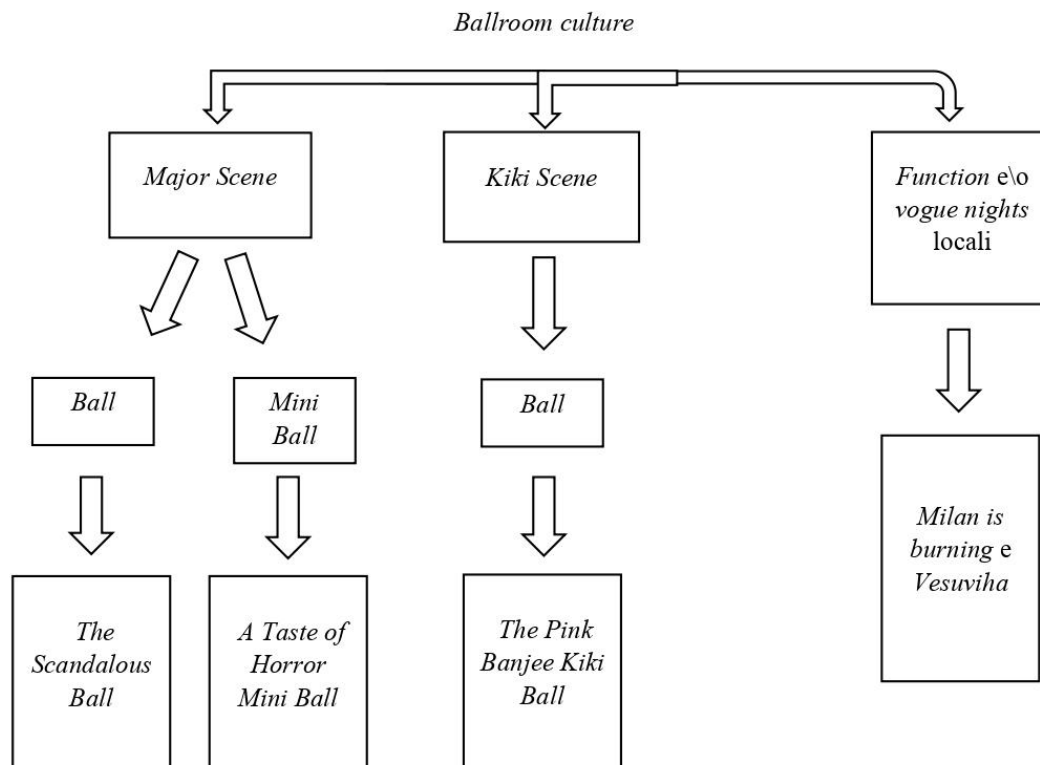 Ballroom culture
Major Scene
Kiki Scene
Function e\o
vogue nights
locali
Ball
Mini
Ball
Ball
Milan is
burning e
Vesuviha
The
Scandalous
Ball
A Taste of
Horror
Mini Ball
The Pink
Banjee Kiki
Ball